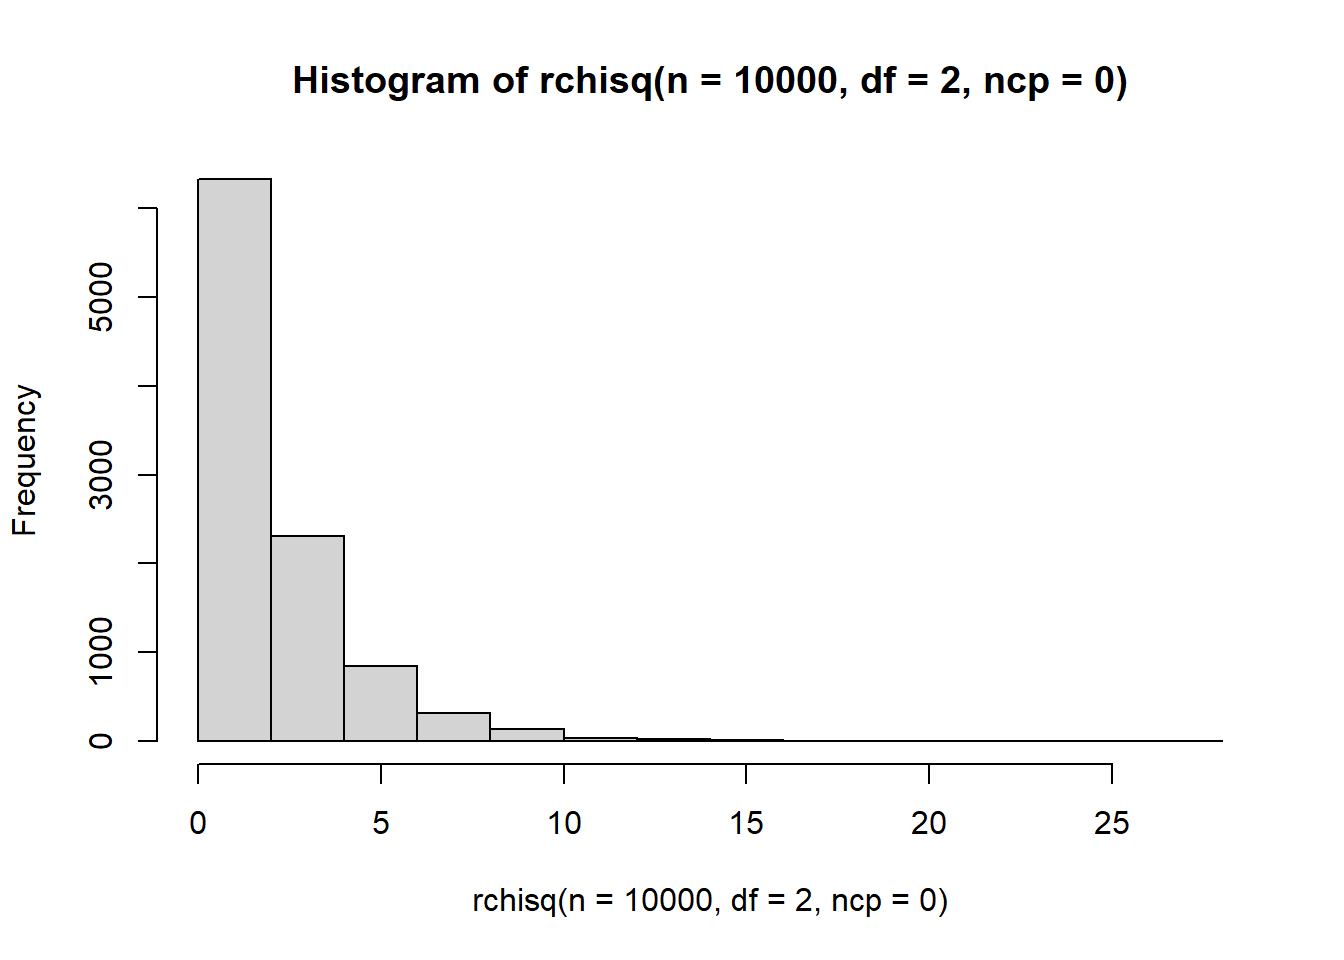 Histogram of rchisq(n = 10000, df = 2, ncp = 0)
Frequency
5000
3000
1000
0
0 5 10 15 20 25
rchisq(n = 10000, df = 2, ncp = 0)